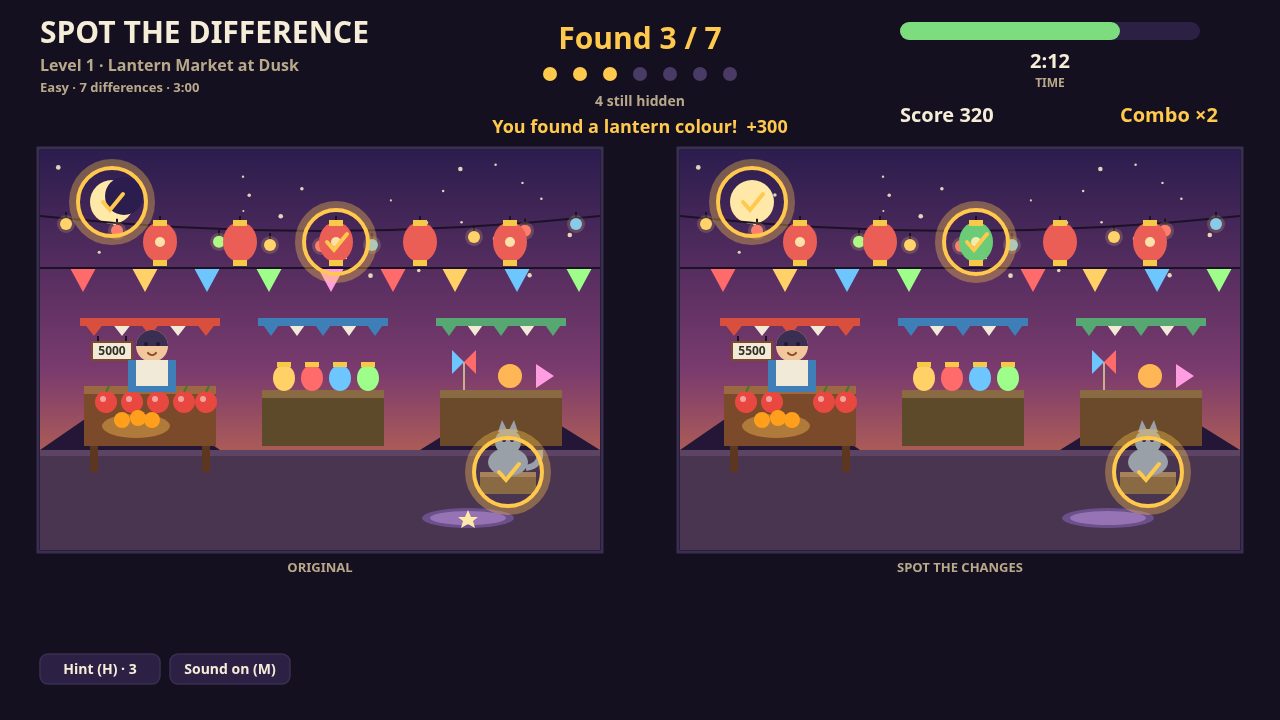 SPOT THE DIFFERENCE
Level 1 · Lantern Market at Dusk
Easy · 7 differences · 3:00
Found 3 / 7
4 still hidden
You found a lantern colour! +300
2:12
TIME
Score 320
Combo ×2
5000
5500
ORIGINAL
SPOT THE CHANGES
Hint (H) · 3
Sound on (M)